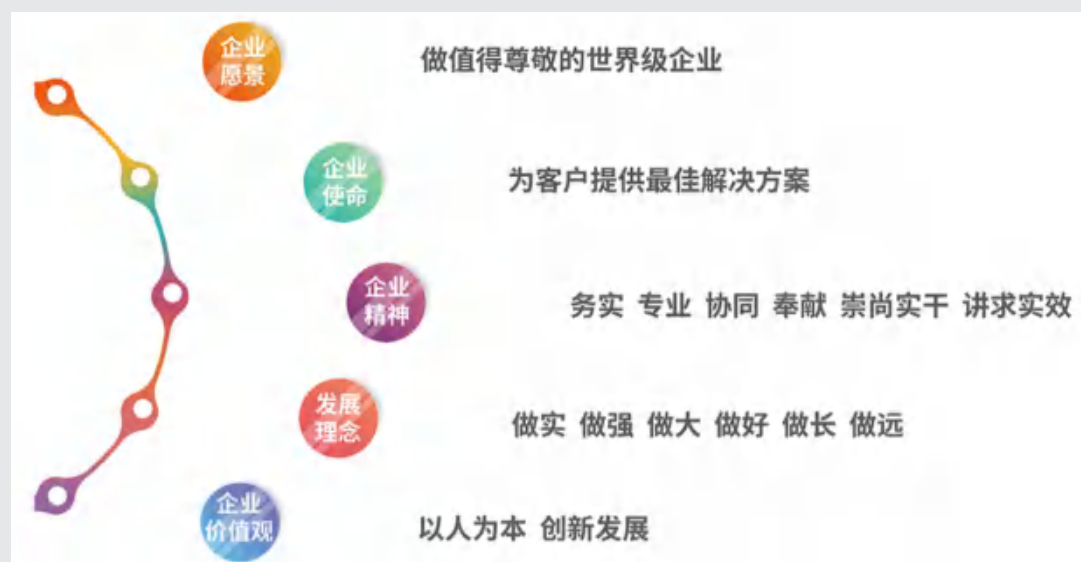 企业
愿景
做值得尊敬的世界级企业
企业
使命
为客户提供最佳解决方案
企业
精神
务实 专业 协同 奉献 崇尚实干 讲求实效
发展
理念
做实 做强 做大 做好 做长 做远
企业
价值观
以人为本 创新发展